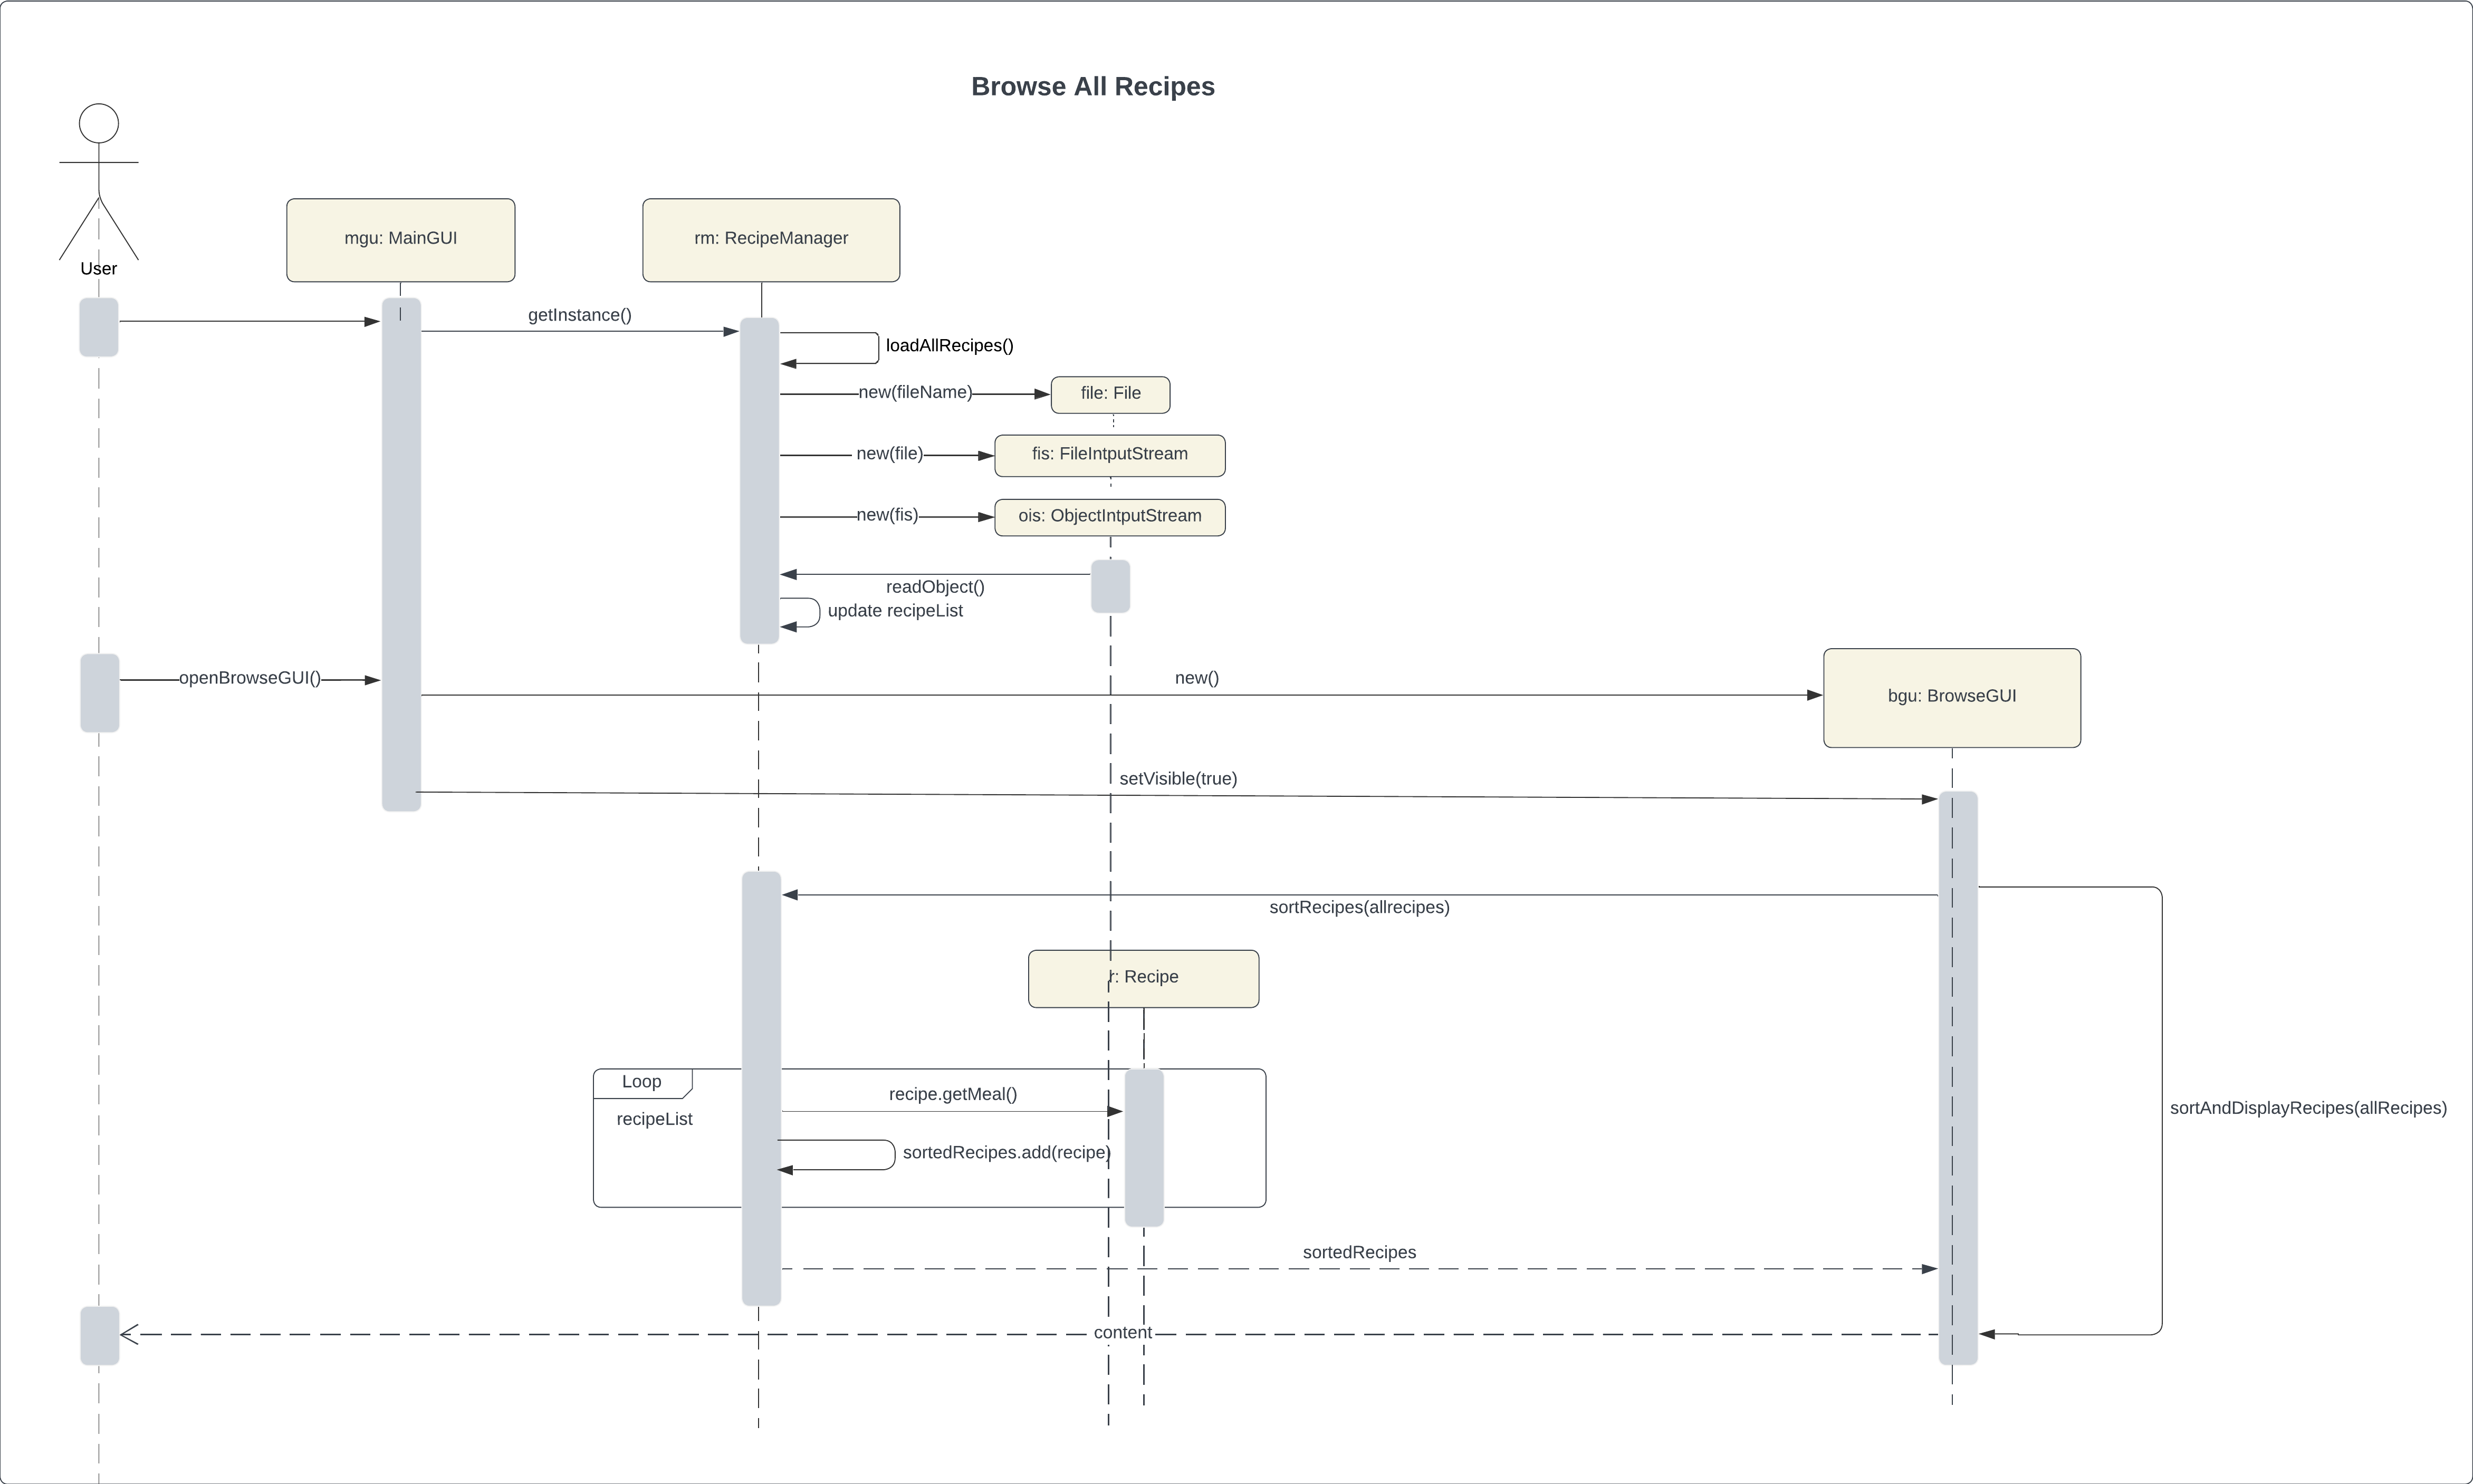 Browse All Recipes
User
mgu: MainGUI
rm: RecipeManager
getInstance()
loadAllRecipes()
new(fileName)
file: File
new(file)
fis: FileIntputStream
new(fis)
ois: ObjectIntputStream
readObject()
update recipeList
openBrowseGUI()
new()
bgu: BrowseGUI
setVisible(true)
sortRecipes(allrecipes)
r: Recipe
Loop
recipe.getMeal()
recipeList
sortAndDisplayRecipes(allRecipes)
sortedRecipes.add(recipe)
sortedRecipes
content